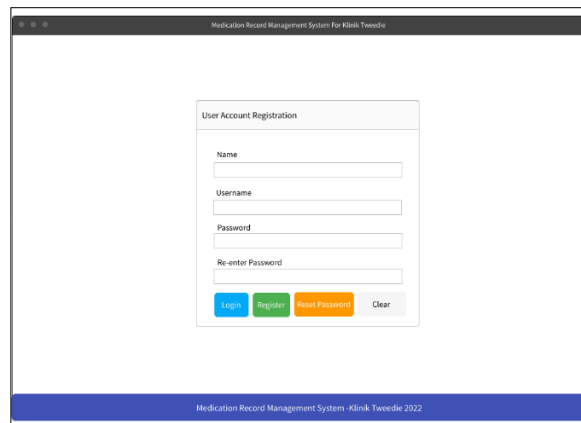 Medication Record Management System For Klinik Tweedie
User Account Registration
Name
Username
Password
Re-enter Password
Login Register Reset Password Clear
Medication Record Management System -Klinik Tweedie 2022